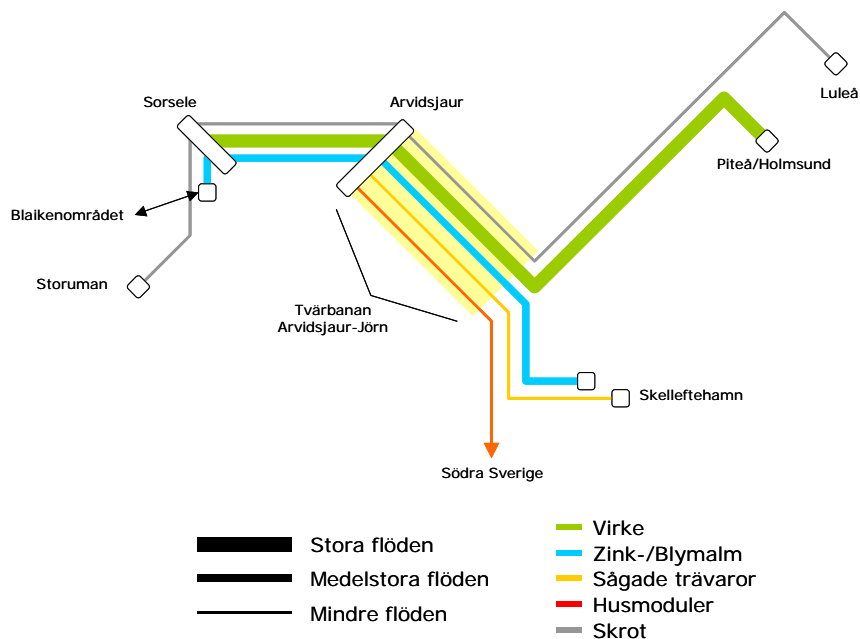 Sorsele
Arvidsjaur
Luleå
Piteå/Holmsund
Blaikenområdet
Storuman
Tvärbanan
Arvidsjaur-Jörn
Skelleftehamn
Södra Sverige
Stora flöden
Medelstora flöden
Mindre flöden
Virke
Zink-/Blymalm
Sågade trävaror
Husmoduler
Skrot